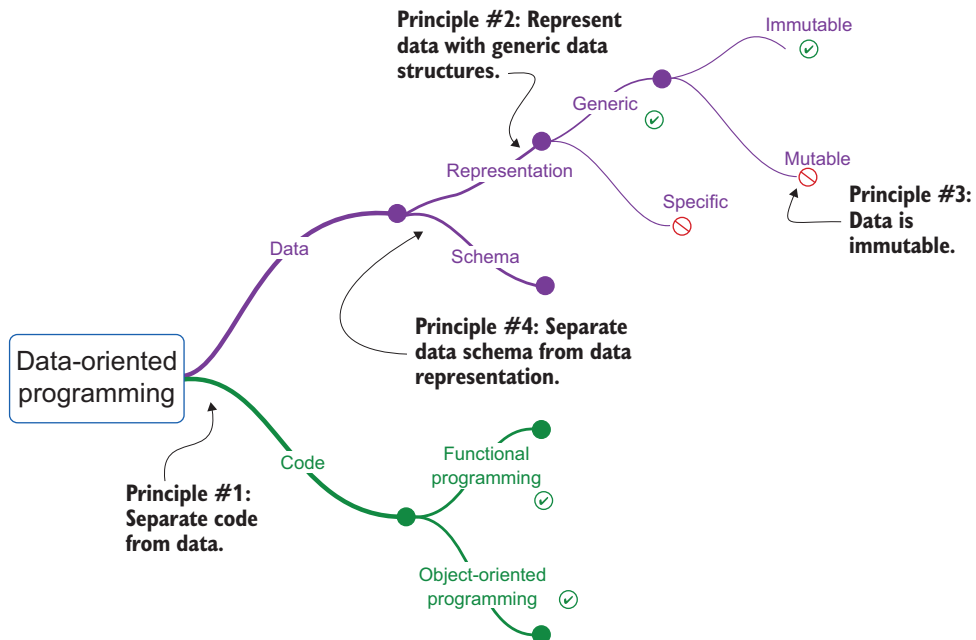 Principle #2: Represent
data with generic data
structures.
Immutable
Generic
Representation
Mutable
Specific
Principle #3:
Data is
immutable.
Data
Schema
Principle #4: Separate
data schema from data
representation.
Data-oriented
programming
Code
Functional
programming
Principle #1:
Separate code
from data.
Object-oriented
programming